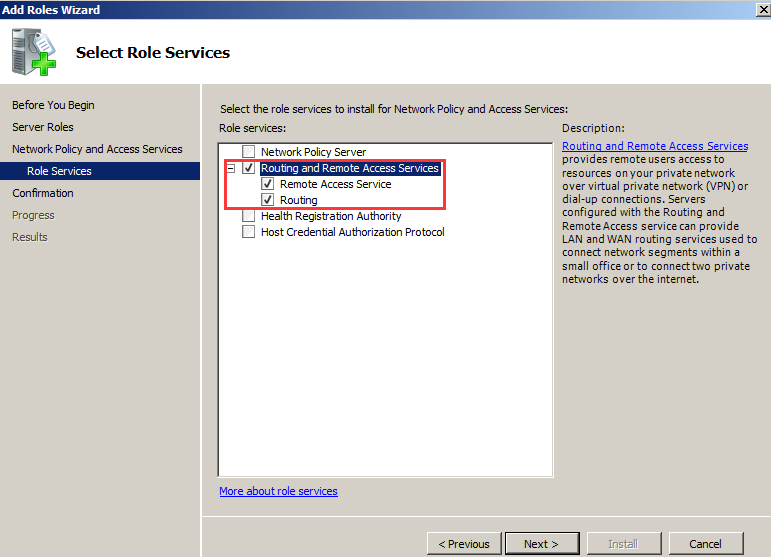 Add Roles Wizard
Select Role Services
Before You Begin
Server Roles
Network Policy and Access Services
Role Services
Confirmation
Progress
Results
Select the role services to install for Network Policy and Access Services:
Role services:
Network Policy Server
Routing and Remote Access Services
Remote Access Service
Routing
Health Registration Authority
Host Credential Authorization Protocol
More about role services
Description:
Routing and Remote Access Services
provides remote users access to
resources on your private network
over virtual private network (VPN) or
dial-up connections. Servers
configured with the Routing and
Remote Access service can provide
LAN and WAN routing services used to
connect network segments within a
small office or to connect two private
networks over the internet.
< Previous
Next >
Install
Cancel